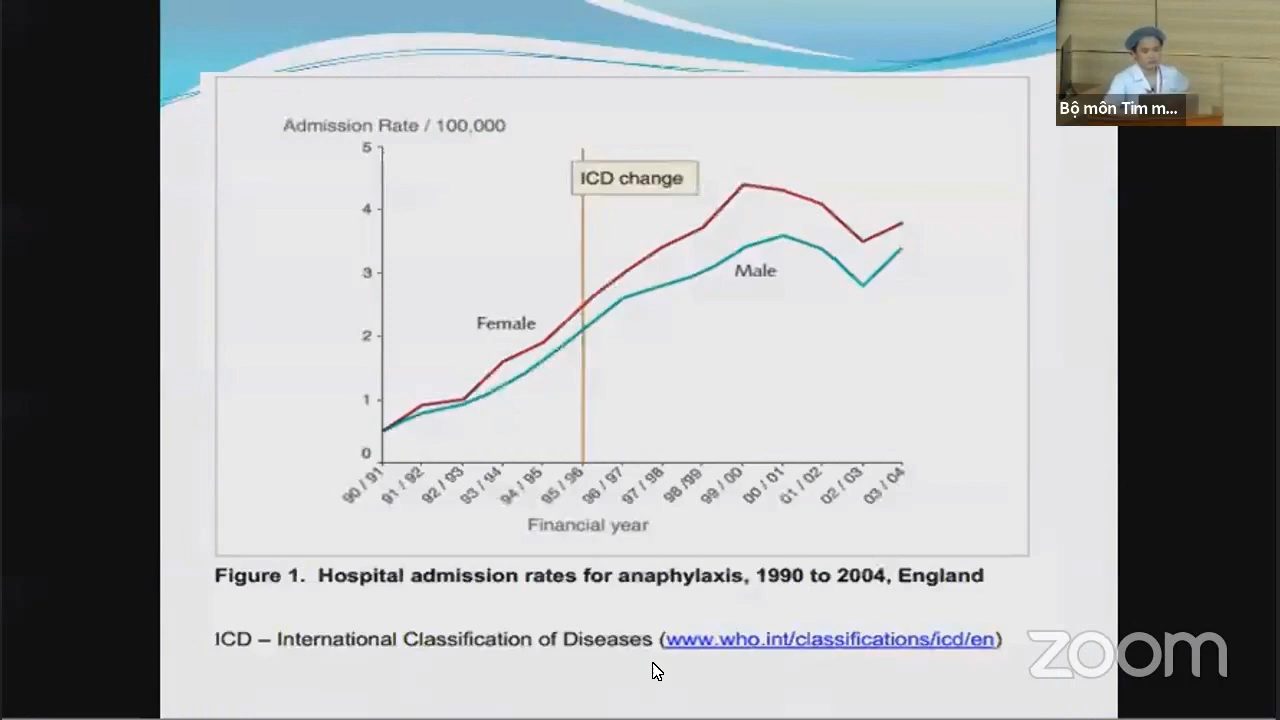 Bộ môn Tim m...
Admission Rate / 100,000
5
ICD change
4
3
Male
Female
2
1
0
90 / 91
91 / 92
92 / 93
93 / 94
94 / 95
95 / 96
96 / 97
97 / 98
98 /99
99 / 00
00 / 01
01 / 02
02 / 03
03 / 04
Financial year
Figure 1. Hospital admission rates for anaphylaxis, 1990 to 2004, England
ICD – International Classification of Diseases (www.who.int/classifications/icd/en)
zoom